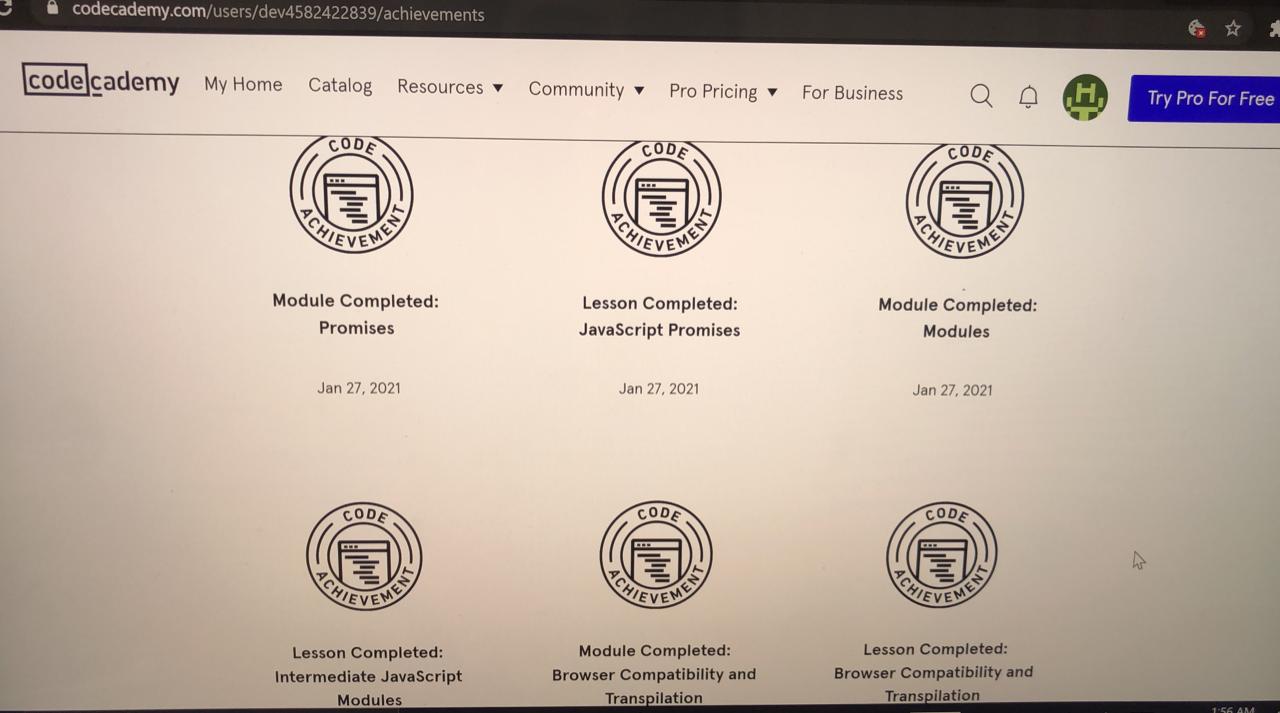 codecademy.com/users/dev4582422839/achievements
codecademy My Home Catalog Resources Community Pro Pricing For Business Try Pro For Free
CODE ACHIEVEMENT CODE ACHIEVEMENT CODE ACHIEVEMENT
Module Completed: Lesson Completed: Module Completed:
Promises JavaScript Promises Modules
Jan 27, 2021 Jan 27, 2021 Jan 27, 2021
CODE ACHIEVEMENT CODE ACHIEVEMENT CODE ACHIEVEMENT
Lesson Completed: Module Completed: Lesson Completed:
Intermediate JavaScript Browser Compatibility and Browser Compatibility and
Modules Transpilation Transpilation
1:56 AM